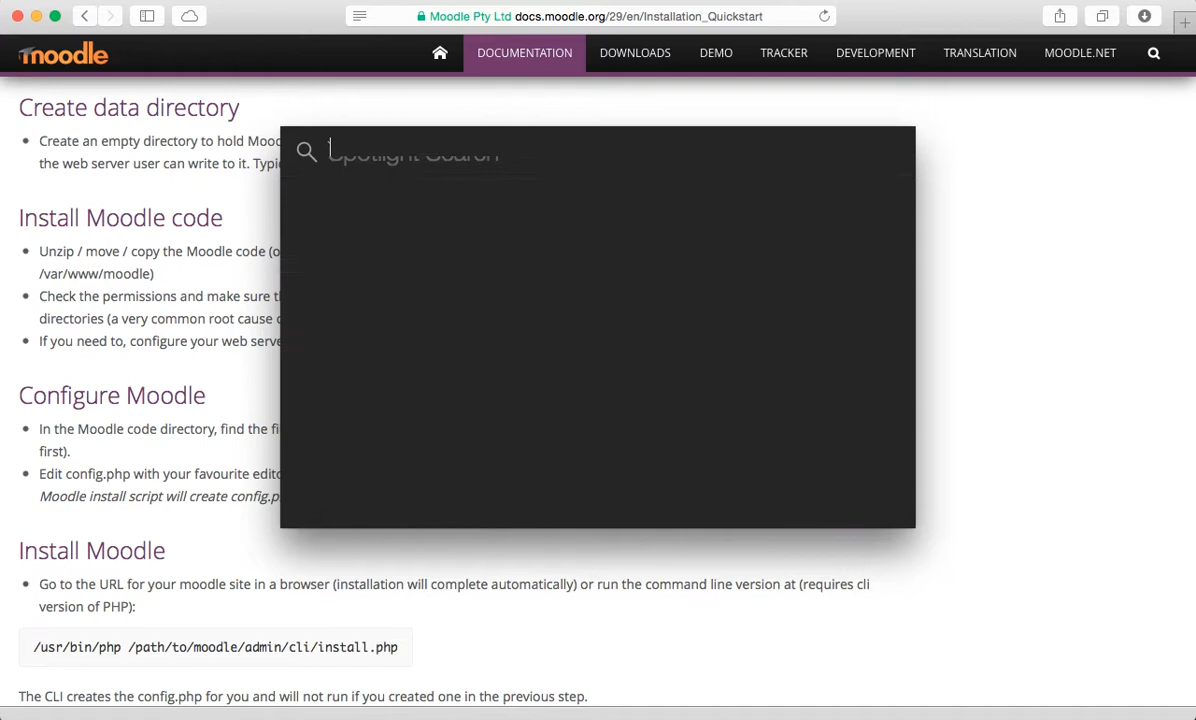 Moodle Pty Ltd docs.moodle.org/29/en/Installation_Quickstart
moodle
DOCUMENTATION DOWNLOADS DEMO TRACKER DEVELOPMENT TRANSLATION MOODLE.NET
Create data directory
Create an empty directory to hold
the web server user can write to it.
Spotlight Search
Install Moodle code
Unzip / move / copy the Moodle code
/var/www/moodle)
Check the permissions and make sure
directories (a very common root cause
If you need to, configure your web
Configure Moodle
In the Moodle code directory, find the
first).
Edit config.php with your favourite
Moodle install script will create
Install Moodle
Go to the URL for your moodle site in a browser (installation will complete automatically) or run the command line version at (requires cli
version of PHP):
/usr/bin/php /path/to/moodle/admin/cli/install.php
The CLI creates the config.php for you and will not run if you created one in the previous step.